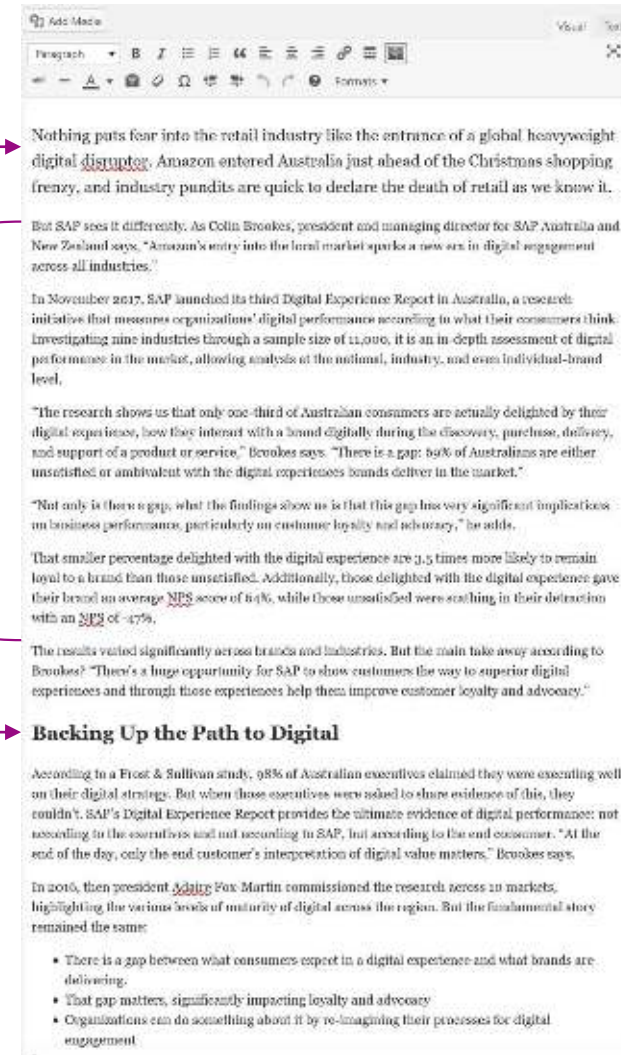 Add Media
Visual
Paragraph
B I
Formats
Nothing puts fear into the retail industry like the entrance of a global heavyweight
digital disruptor. Amazon entered Australia just ahead of the Christmas shopping
frenzy, and industry pundits are quick to declare the death of retail as we know it.
But SAP sees it differently. As Colin Brookes, president and managing director for SAP Australia and
New Zealand says, “Amazon’s entry into the local market sparks a new era in digital engagement
across all industries.”
In November 2017, SAP launched its third Digital Experience Report in Australia, a research
initiative that measures organizations’ digital performance according to what their consumers think.
Investigating nine industries through a sample size of 11,000, it is an in-depth assessment of digital
performance in the market, allowing analysis at the national, industry, and even individual-brand
level.
“The research shows us that only one-third of Australian consumers are actually delighted by their
digital experience, how they interact with a brand digitally during the discovery, purchase, delivery,
and support of a product or service,” Brookes says. “There is a gap: 69% of Australians are either
unsatisfied or ambivalent with the digital experiences brands deliver in the market.”
“Not only is there a gap, what the findings show us is that this gap has very significant implications
on business performance, particularly on customer loyalty and advocacy,” he adds.
That smaller percentage delighted with the digital experience are 3.5 times more likely to remain
loyal to a brand than those unsatisfied. Additionally, those delighted with the digital experience gave
their brand an average NPS score of 64%, while those unsatisfied were scathing in their detraction
with an NPS of -47%.
The results varied significantly across brands and industries. But the main take away according to
Brookes? “There’s a huge opportunity for SAP to show customers the way to superior digital
experiences and through those experiences help them improve customer loyalty and advocacy.”
Backing Up the Path to Digital
According to a Frost & Sullivan study, 98% of Australian executives claimed they were executing well
on their digital strategy. But when those executives were asked to share evidence of this, they
couldn’t. SAP’s Digital Experience Report provides the ultimate evidence of digital performance: not
according to the executives and not according to SAP, but according to the end consumer. “At the
end of the day, only the end customer’s interpretation of digital value matters,” Brookes says.
In 2016, then president Adaire Fox-Martin commissioned the research across 10 markets,
highlighting the various levels of maturity of digital across the region. But the fundamental story
remained the same:
• There is a gap between what consumers expect in a digital experience and what brands are
delivering.
• That gap matters, significantly impacting loyalty and advocacy
• Organizations can do something about it by re-imagining their processes for digital
engagement